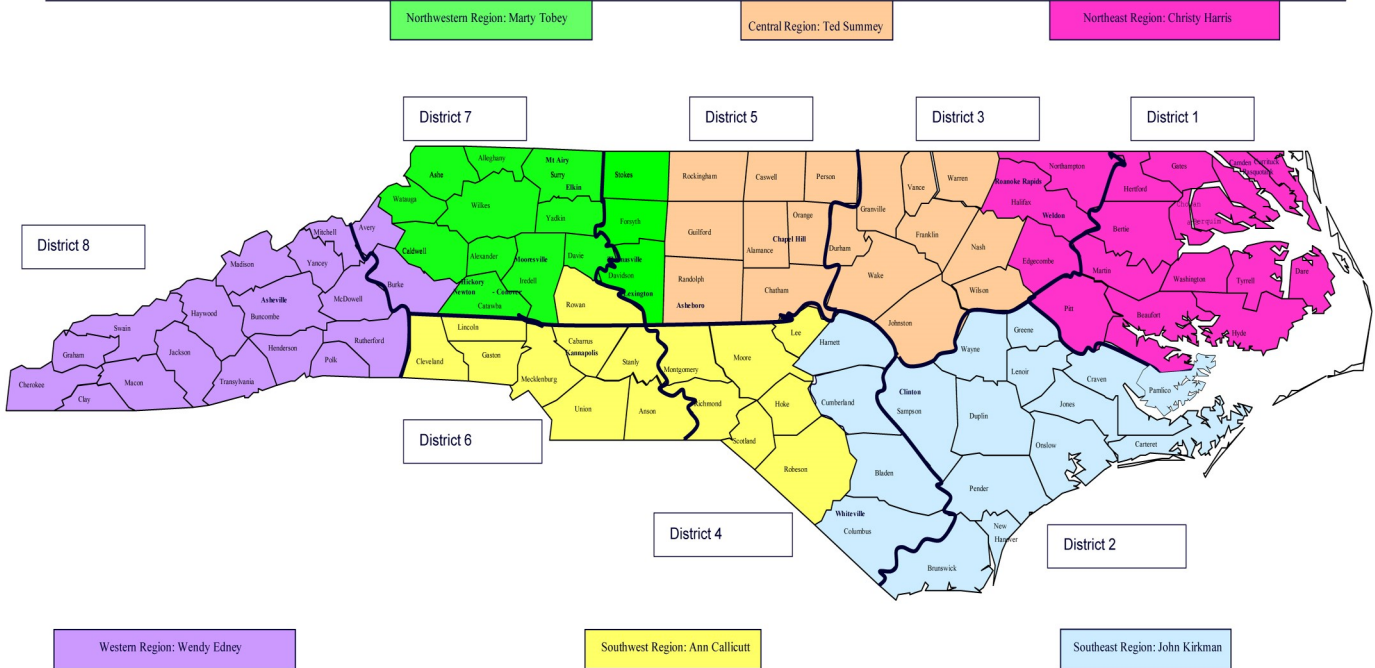 Northwestern Region: Marty Tobey
Central Region: Ted Summey
Northeast Region: Christy Harris
District 7
District 5
District 3
District 1
District 8
Alleghany
Mt Airy
Ashe
Surry
Elkin
Watauga
Wilkes
Yadkin
Stokes
Forsyth
Rockingham
Caswell
Person
Orange
Guilford
Alamance
Chapel Hill
Randolph
Asheboro
Chatham
Granville
Vance
Warren
Franklin
Durham
Wake
Nash
Wilson
Johnston
Northampton
Roanoke Rapids
Halifax
Weldon
Edgecombe
Gates
Camden
Currituck
Pasquotank
Hertford
Chowan
Bertie
Martin
Washington
Tyrrell
Dare
Pitt
Beaufort
Hyde
Avery
Mitchell
Caldwell
Alexander
Mooresville
Davie
Iredell
Hickory
Newton - Conover
Catawba
Davidson
Lexington
Rowan
Madison
Yancey
Burke
McDowell
Asheville
Buncombe
Haywood
Swain
Graham
Jackson
Henderson
Rutherford
Polk
Cherokee
Macon
Clay
Transylvania
Lincoln
Cleveland
Gaston
Cabarrus
Kannapolis
Stanly
Mecklenburg
Union
Anson
Montgomery
Moore
Lee
Richmond
Hoke
Scotland
Robeson
Harnett
Cumberland
Clinton
Sampson
Wayne
Greene
Lenoir
Craven
Pamlico
Jones
Duplin
Onslow
Carteret
Bladen
Pender
Whiteville
Columbus
New
Hanover
Brunswick
District 6
District 4
District 2
Western Region: Wendy Edney
Southwest Region: Ann Callicutt
Southeast Region: John Kirkman